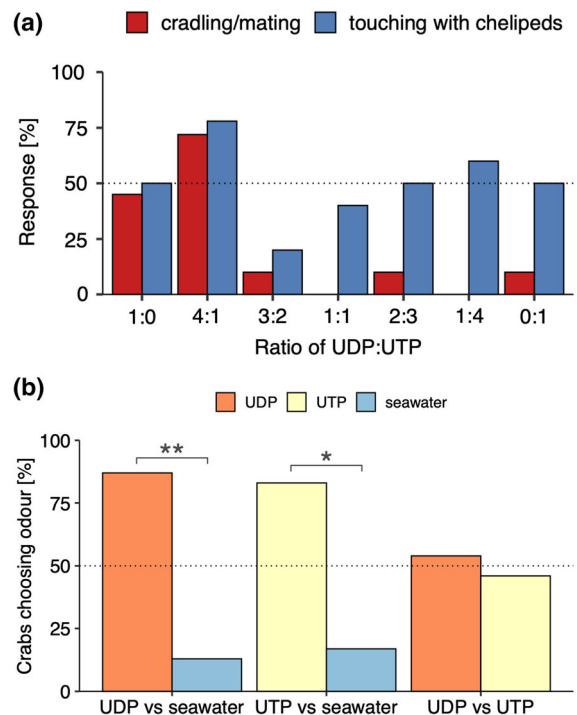 (a)
cradling/mating touching with chelipeds
Response [%]
100
75
50
25
0
1:0 4:1 3:2 1:1 2:3 1:4 0:1
Ratio of UDP:UTP
(b)
UDP UTP seawater
Crabs choosing odour [%]
100
75
50
25
0
** *
UDP vs seawater UTP vs seawater UDP vs UTP